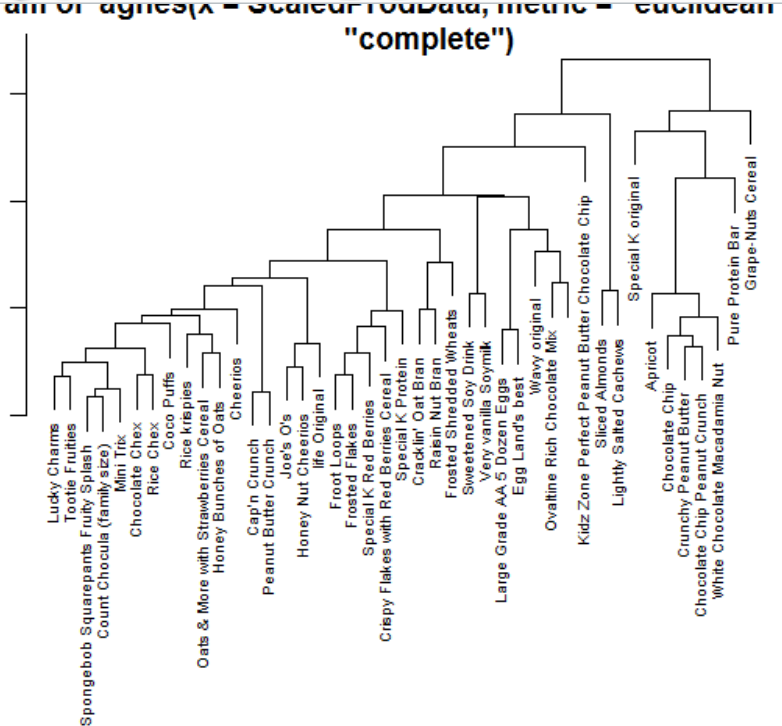 am of agnes(x = ScaledProdData, metric = "euclidean
"complete")
Lucky Charms
Tootie Fruities
Spongebob Squarepants Fruity Splash
Count Chocula (family size)
Mini Trix
Chocolate Chex
Rice Chex
Coco Puffs
Rice krispies
Oats & More with Strawberries Cereal
Honey Bunches of Oats
Cheerios
Cap'n Crunch
Peanut Butter Crunch
Joe's O's
Honey Nut Cheerios
life Original
Froot Loops
Frosted Flakes
Special K Red Berries
Crispy Flakes with Red Berries Cereal
Special K Protein
Cracklin' Oat Bran
Raisin Nut Bran
Frosted Shredded Wheats
Sweetened Soy Drink
Very vanilla Soymilk
Large Grade AA 5 Dozen Eggs
Egg Land's best
Wavy original
Ovaltine Rich Chocolate Mix
Kidz Zone Perfect Peanut Butter Chocolate Chip
Sliced Almonds
Lightly Salted Cachews
Special K original
Apricot
Chocolate Chip
Crunchy Peanut Butter
Chocolate Chip Peanut Crunch
White Chocolate Macadamia Nut
Pure Protein Bar
Grape-Nuts Cereal